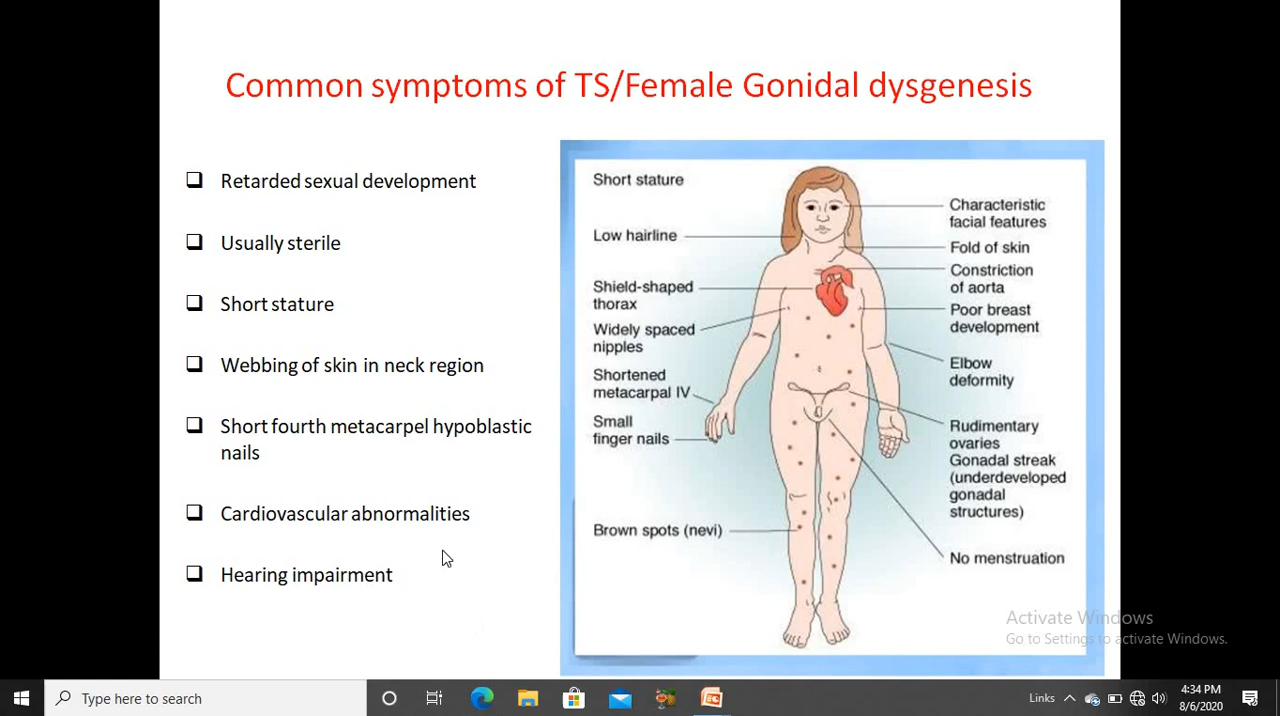 Common symptoms of TS/Female Gonidal dysgenesis
Retarded sexual development
Usually sterile
Short stature
Webbing of skin in neck region
Short fourth metacarpel hypoblastic
nails
Cardiovascular abnormalities
Hearing impairment
Short stature
Low hairline
Shield-shaped
thorax
Widely spaced
nipples
Shortened
metacarpal IV
Small
finger nails
Brown spots (nevi)
Characteristic
facial features
Fold of skin
Constriction
of aorta
Poor breast
development
Elbow
deformity
Rudimentary
ovaries
Gonadal streak
(underdeveloped
gonadal
structures)
No menstruation
Activate Windows
Go to Settings to activate Windows.
Type here to search
Links
4:34 PM
8/6/2020